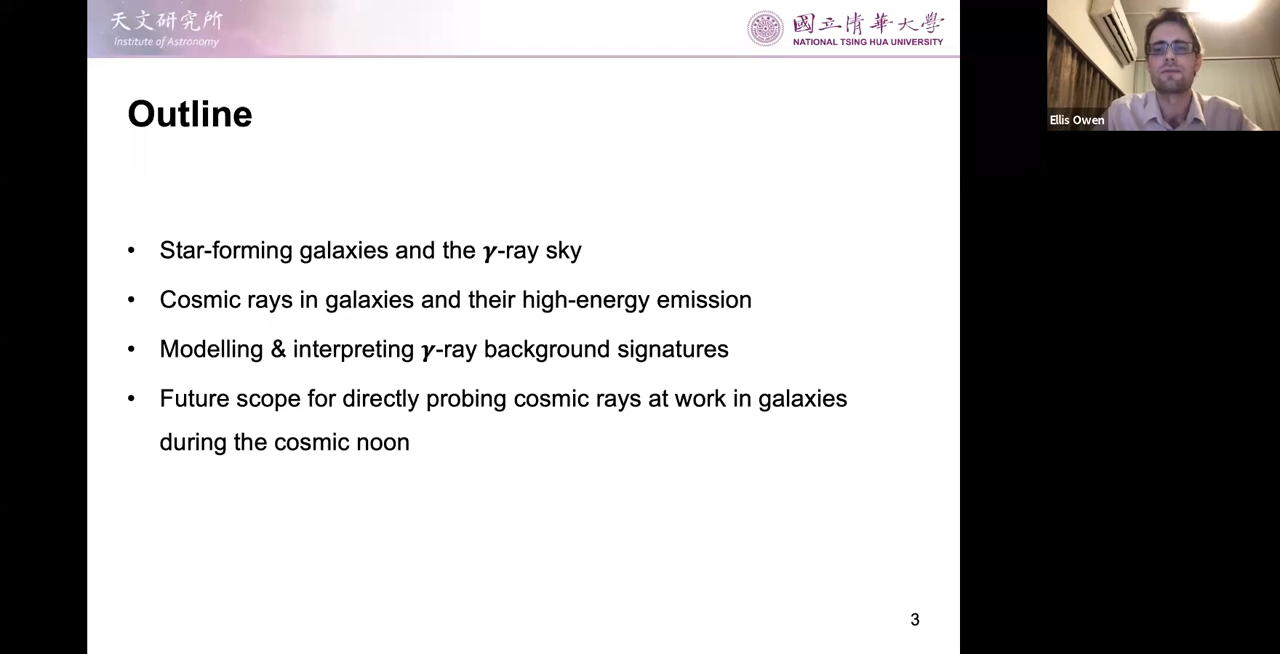 天文研究所
Institute of Astronomy
國立清華大學
NATIONAL TSING HUA UNIVERSITY
Ellis Owen
Outline
• Star-forming galaxies and the γ-ray sky
• Cosmic rays in galaxies and their high-energy emission
• Modelling & interpreting γ-ray background signatures
• Future scope for directly probing cosmic rays at work in galaxies
during the cosmic noon
3